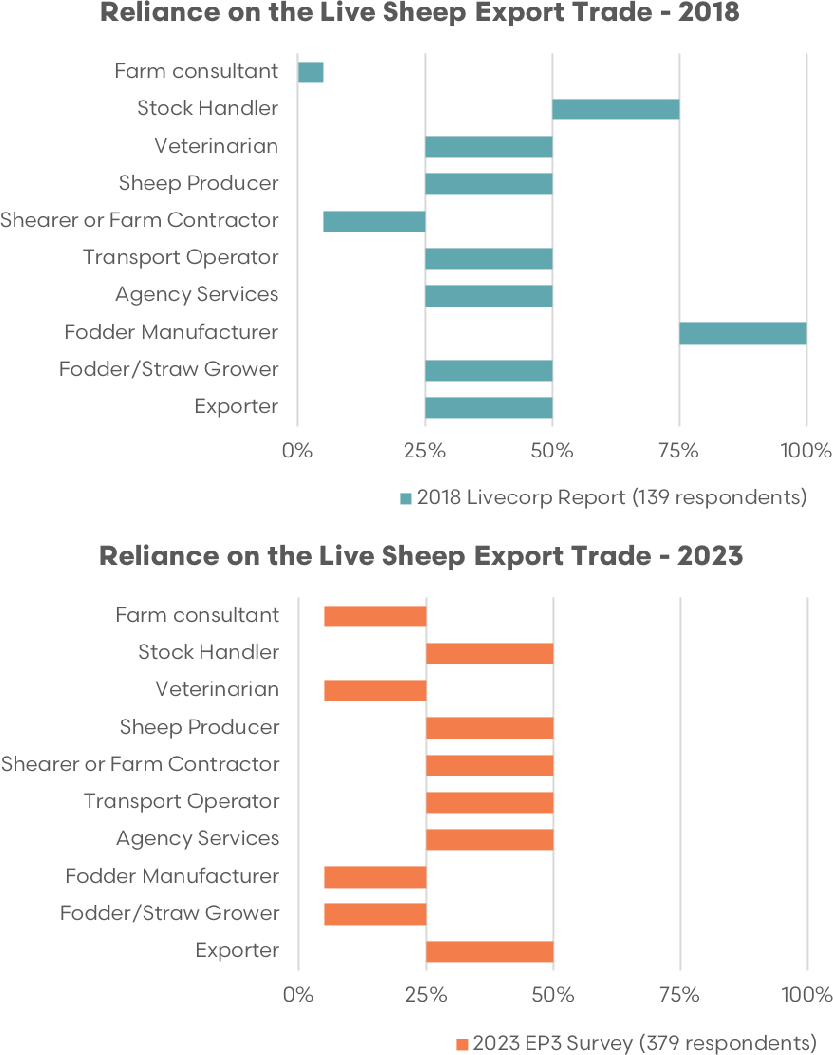 Reliance on the Live Sheep Export Trade - 2018
Farm consultant
Stock Handler
Veterinarian
Sheep Producer
Shearer or Farm Contractor
Transport Operator
Agency Services
Fodder Manufacturer
Fodder/Straw Grower
Exporter
0% 25% 50% 75% 100%
2018 Livecorp Report (139 respondents)
Reliance on the Live Sheep Export Trade - 2023
Farm consultant
Stock Handler
Veterinarian
Sheep Producer
Shearer or Farm Contractor
Transport Operator
Agency Services
Fodder Manufacturer
Fodder/Straw Grower
Exporter
0% 25% 50% 75% 100%
2023 EP3 Survey (379 respondents)